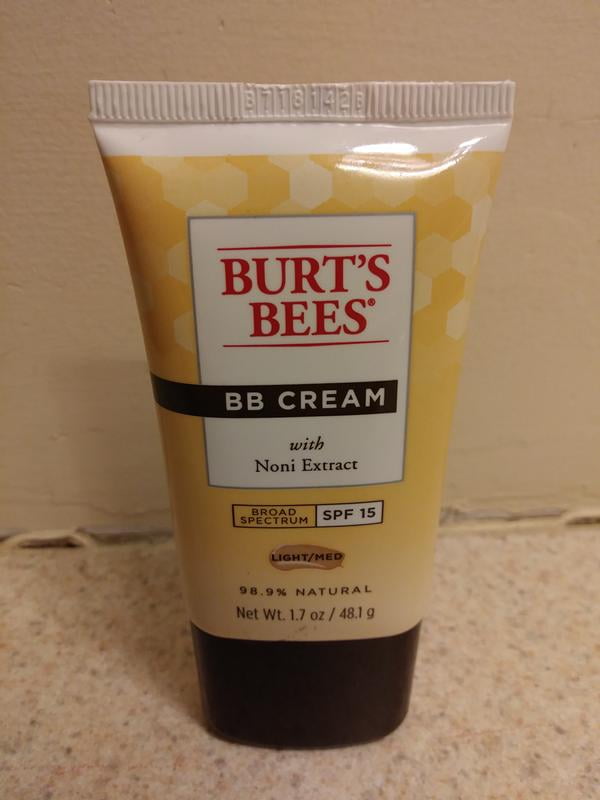 B718142B
BURT'S
BEES®
BB CREAM
with
Noni Extract
BROAD
SPECTRUM
SPF 15
LIGHT/MED
98.9% NATURAL
Net Wt. 1.7 oz / 48.1 g